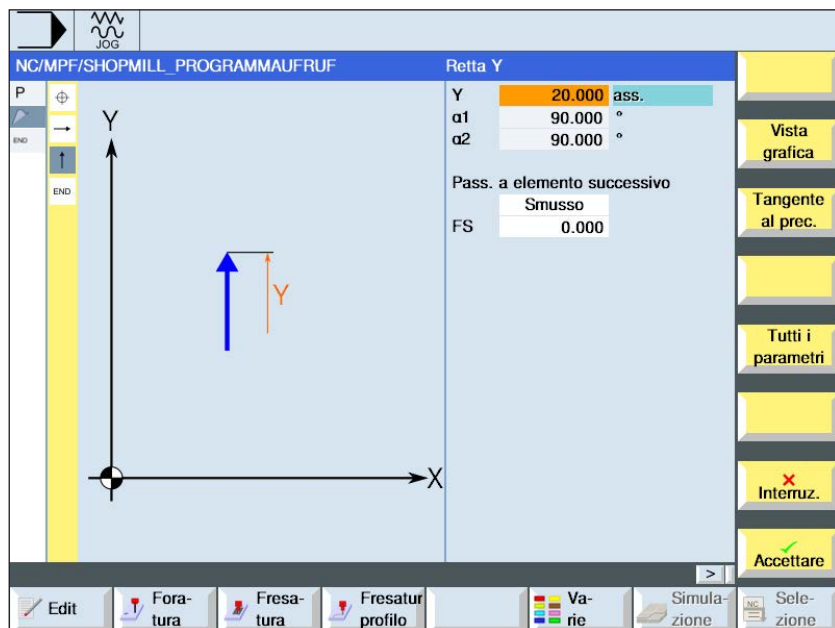 JOG
NC/MPF/SHOPMILL_PROGRAMMAUFRUF
Retta Y
P
END
END
Y
X
Y
Y 20.000 ass.
α1 90.000 °
α2 90.000 °
Pass. a elemento successivo
Smusso
FS 0.000
Vista
grafica
Tangente
al prec.
Tutti i
parametri
Interruz.
Accettare
>
Edit
Fora-
tura
Fresa-
tura
Fresatur
profilo
Va-
rie
Simula-
zione
NC
Sele-
zione